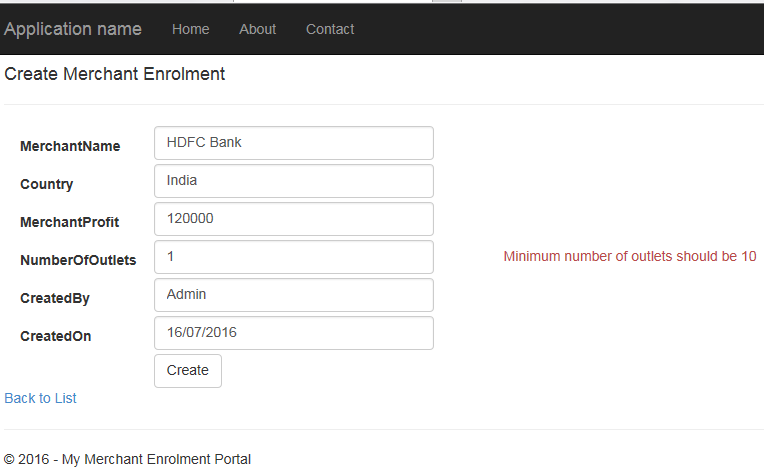 Application name Home About Contact
Create Merchant Enrolment
MerchantName HDFC Bank
Country India
MerchantProfit 120000
NumberOfOutlets 1 Minimum number of outlets should be 10
CreatedBy Admin
CreatedOn 16/07/2016
Create
Back to List
© 2016 - My Merchant Enrolment Portal